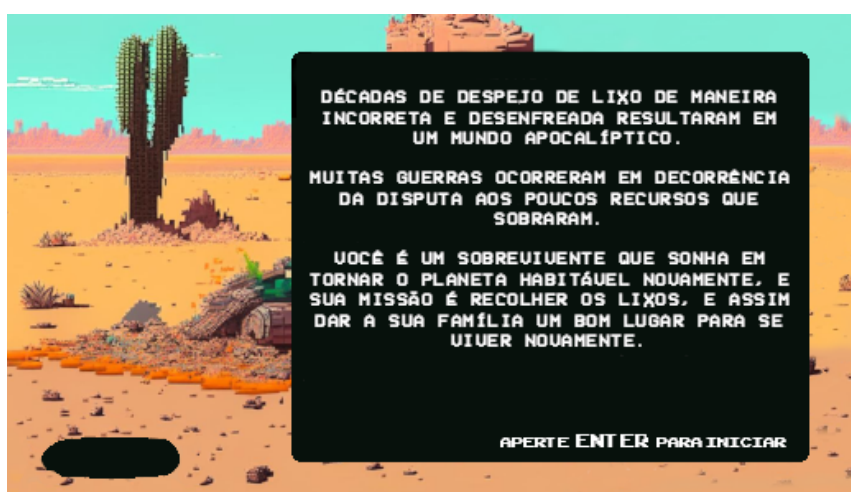 DÉCADAS DE DESPEJO DE LIXO DE MANEIRA
INCORRETA E DESENFREADA RESULTARAM EM
UM MUNDO APOCALÍPTICO.
MUITAS GUERRAS OCORRERAM EM DECORRÊNCIA
DA DISPUTA AOS POUCOS RECURSOS QUE
SOBRARAM.
VOCÊ É UM SOBREVIVENTE QUE SONHA EM
TORNAR O PLANETA HABITÁVEL NOVAMENTE, E
SUA MISSÃO É RECOLHER OS LIXOS, E ASSIM
DAR A SUA FAMÍLIA UM BOM LUGAR PARA SE
VIVER NOVAMENTE.
APERTE ENTER PARA INICIAR